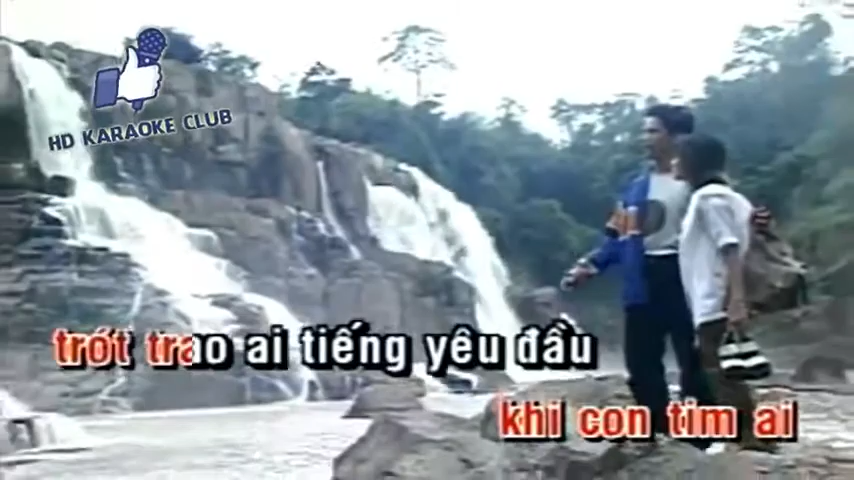 HD KARAOKE CLUB
trót trao ai tiếng yêu đầu
khi con tim ai